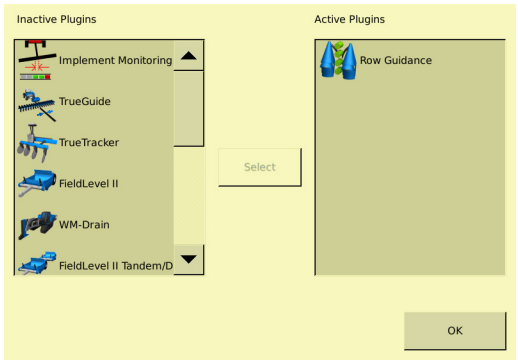 Inactive Plugins
Active Plugins
Implement Monitoring
Row Guidance
TrueGuide
TrueTracker
Select
FieldLevel II
WM-Drain
FieldLevel II Tandem/D
OK